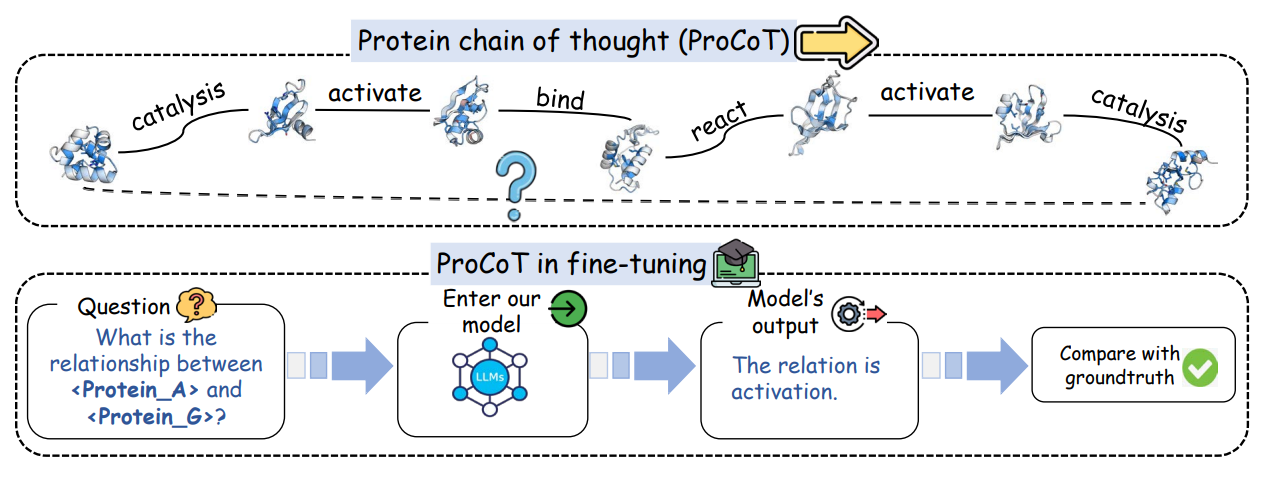 Protein chain of thought (ProCoT)
catalysis
activate
bind
react
activate
catalysis
?
ProCoT in fine-tuning
Question
?
What is the
relationship between
<Protein_A> and
<Protein_G>?
Enter our
model
LLMs
Model's
output
The relation is
activation.
Compare with
groundtruth